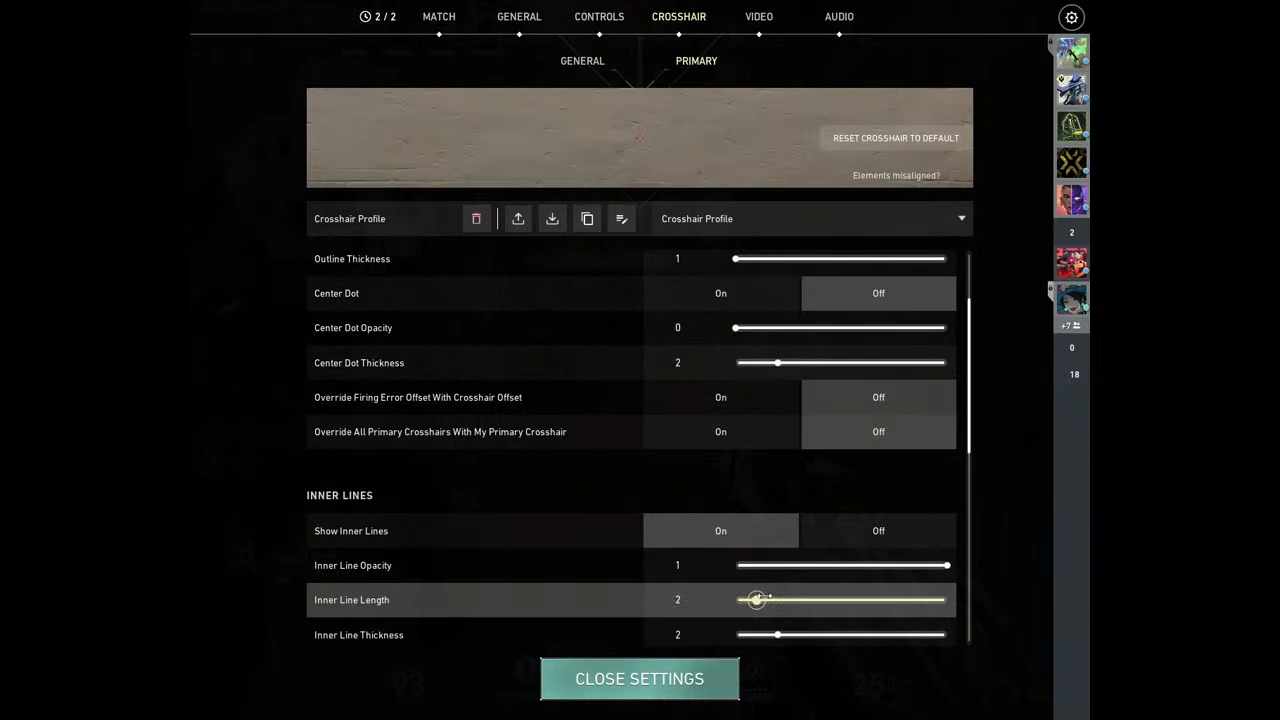 2 / 2 MATCH GENERAL CONTROLS CROSSHAIR VIDEO AUDIO
GENERAL PRIMARY
RESET CROSSHAIR TO DEFAULT
Elements misaligned?
Crosshair Profile Crosshair Profile
Outline Thickness 1
Center Dot On Off
Center Dot Opacity 0
Center Dot Thickness 2
Override Firing Error Offset With Crosshair Offset On Off
Override All Primary Crosshairs With My Primary Crosshair On Off
INNER LINES
Show Inner Lines On Off
Inner Line Opacity 1
Inner Line Length 2
Inner Line Thickness 2
CLOSE SETTINGS
2
+7
0
18